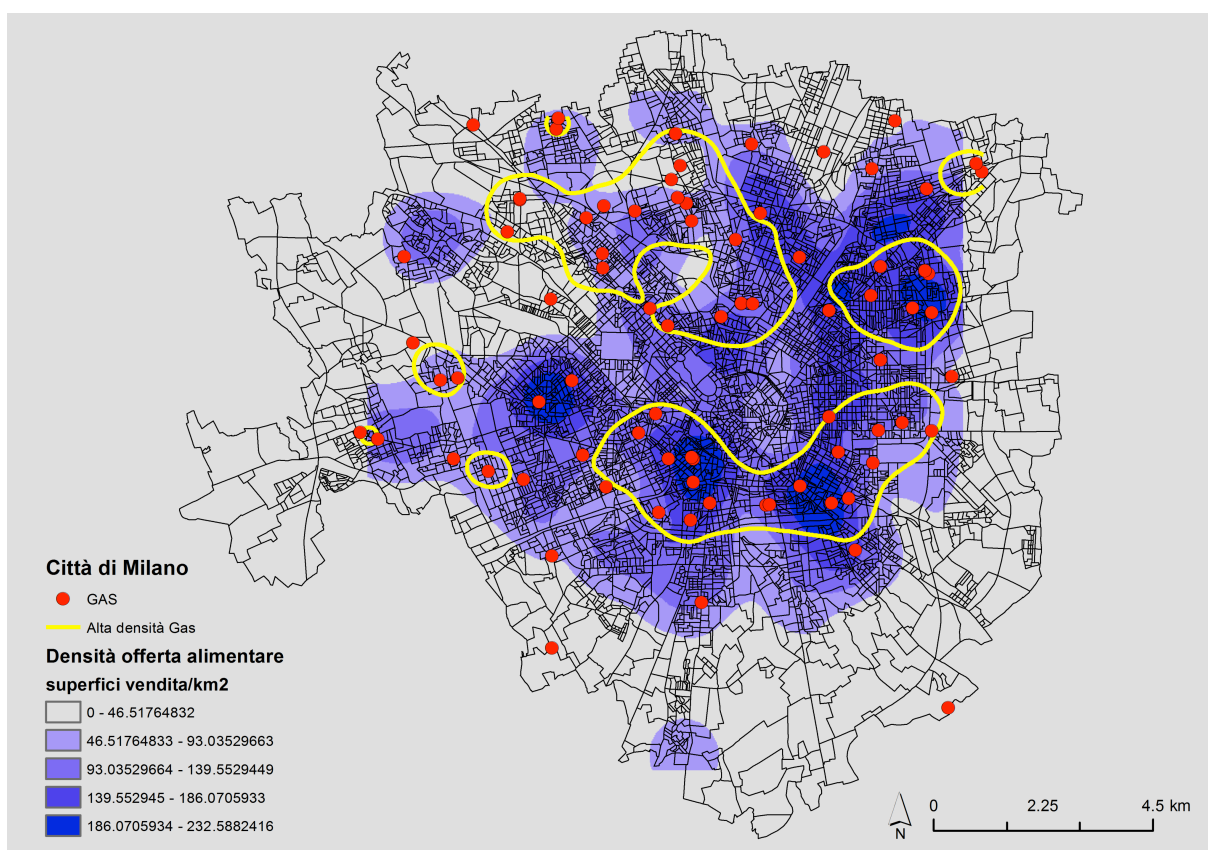 Città di Milano
GAS
Alta densità Gas
Densità offerta alimentare
superfici vendita/km2
0 - 46.51764832
46.51764833 - 93.03529663
93.03529664 - 139.5529449
139.552945 - 186.0705933
186.0705934 - 232.5882416
N
0 2.25 4.5 km